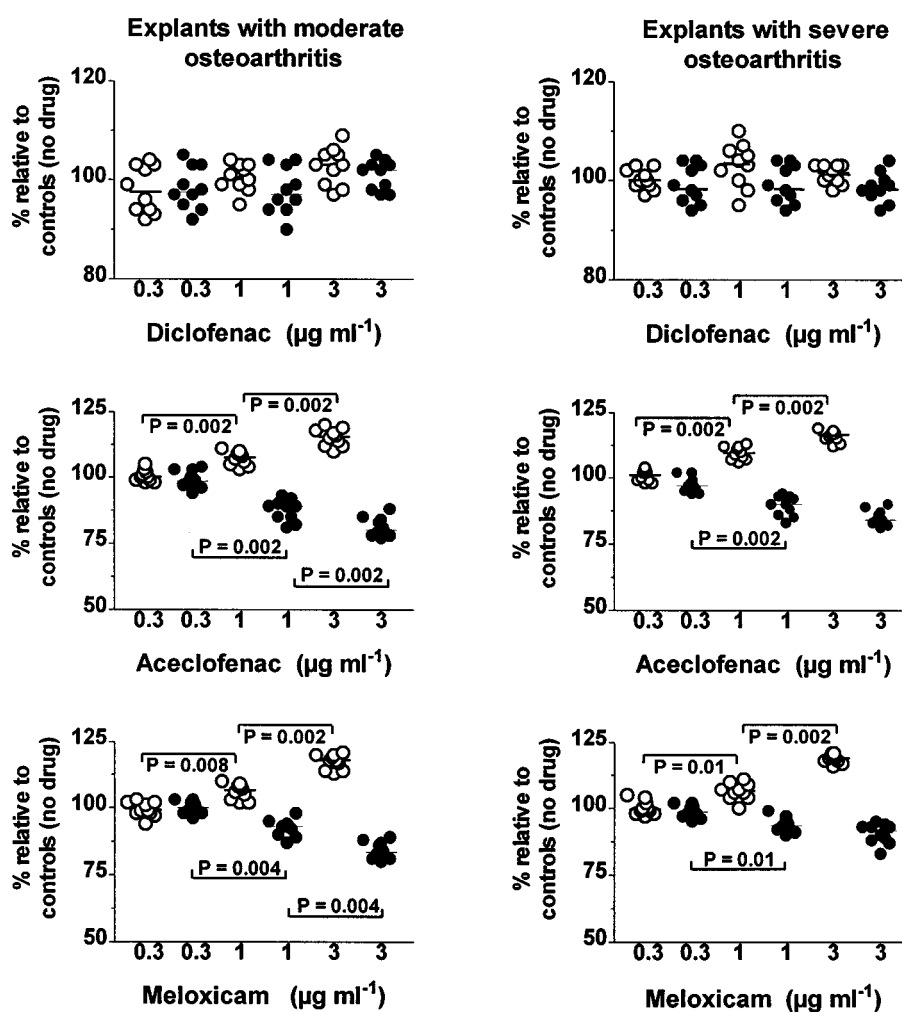 Explants with moderate
osteoarthritis
% relative to
controls (no drug)
120
100
80
0.3 0.3 1 1 3 3
Diclofenac (µg ml⁻¹)
Explants with severe
osteoarthritis
% relative to
controls (no drug)
120
100
80
0.3 0.3 1 1 3 3
Diclofenac (µg ml⁻¹)
% relative to
controls (no drug)
125
100
75
50
P = 0.002
P = 0.002
P = 0.002
P = 0.002
0.3 0.3 1 1 3 3
Aceclofenac (µg ml⁻¹)
% relative to
controls (no drug)
125
100
75
50
P = 0.002
P = 0.002
P = 0.002
0.3 0.3 1 1 3 3
Aceclofenac (µg ml⁻¹)
% relative to
controls (no drug)
125
100
75
50
P = 0.002
P = 0.008
P = 0.004
P = 0.004
0.3 0.3 1 1 3 3
Meloxicam (µg ml⁻¹)
% relative to
controls (no drug)
125
100
75
50
P = 0.002
P = 0.01
P = 0.01
0.3 0.3 1 1 3 3
Meloxicam (µg ml⁻¹)